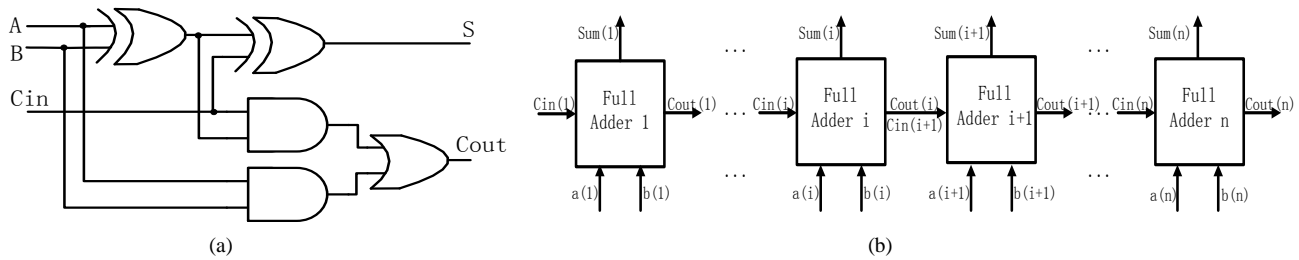 A
B
Cin
S
Cout
(a)
Sum(1)
Cin(1)
Full
Adder 1
Cout(1)
a(1)
b(1)
...
...
Sum(i)
Cin(i)
Full
Adder i
Cout(i)
Cin(i+1)
a(i)
b(i)
Sum(i+1)
Full
Adder i+1
Cout(i+1)
a(i+1)
b(i+1)
...
...
...
Sum(n)
Cin(n)
Full
Adder n
Cout(n)
a(n)
b(n)
...
(b)